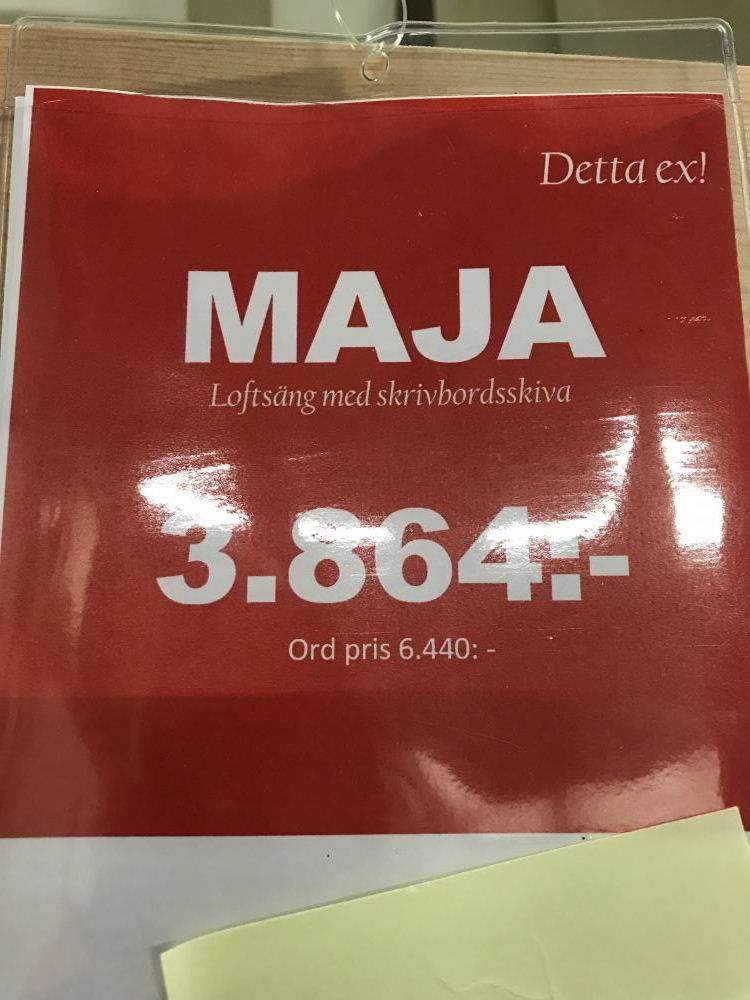 Detta ex!
MAJA
Loftsäng med skrivbordsskiva
3.864:-
Ord pris 6.440: -